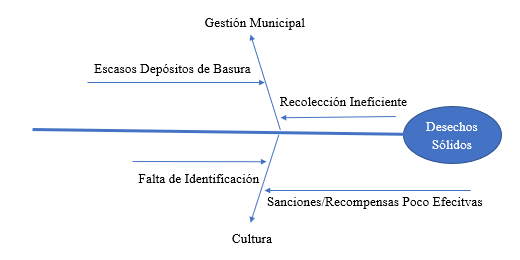 Gestión Municipal
Escasos Depósitos de Basura
Recolección Ineficiente
Desechos
Sólidos
Falta de Identificación
Sanciones/Recompensas Poco Efecitvas
Cultura